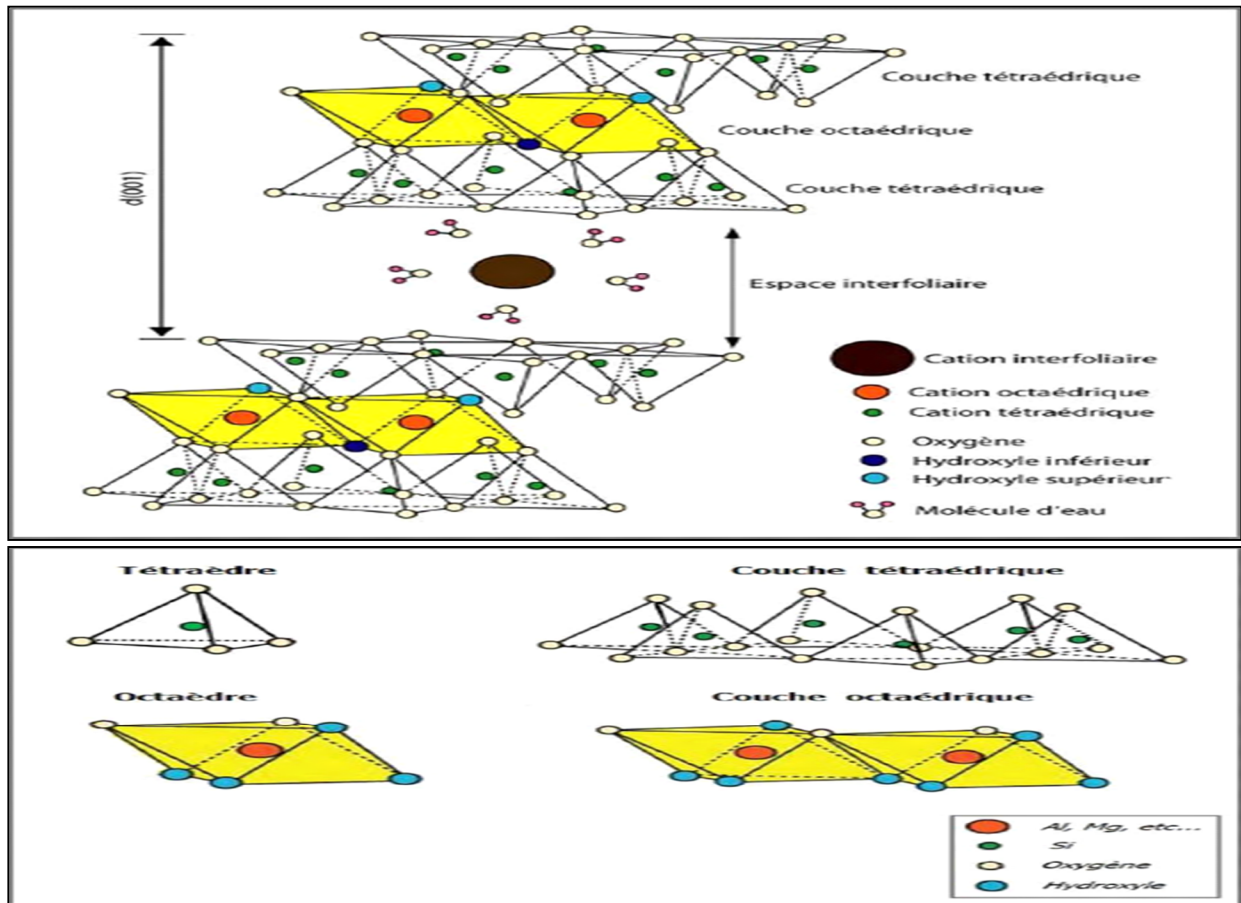 Couche tétraédrique
Couche octaédrique
Couche tétraédrique
d(001)
Espace interfoliaire
Cation interfoliaire
Cation octaédrique
Cation tétraédrique
Oxygène
Hydroxyle inférieur
Hydroxyle supérieur
Molécule d'eau
Tétraèdre
Couche tétraédrique
Octaèdre
Couche octaédrique
Al, Mg, etc...
Si
Oxygène
Hydroxyle